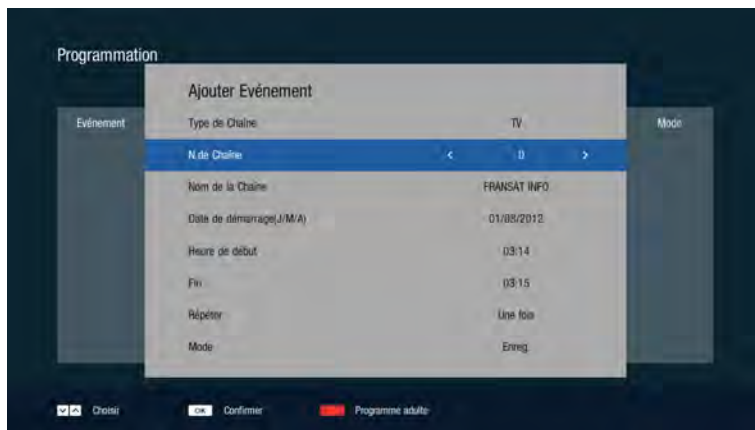 Programmation
Ajouter Evénement
Evénement
Mode
Type de Chaîne TV
N.de Chaîne < 0 >
Nom de la Chaine FRANSAT INFO
Date de démarrage(J/M/A) 01/08/2012
Heure de début 03:14
Fin 03:15
Répéter Une fois
Mode Enreg.
Choisir OK Confirmer Programme adulte